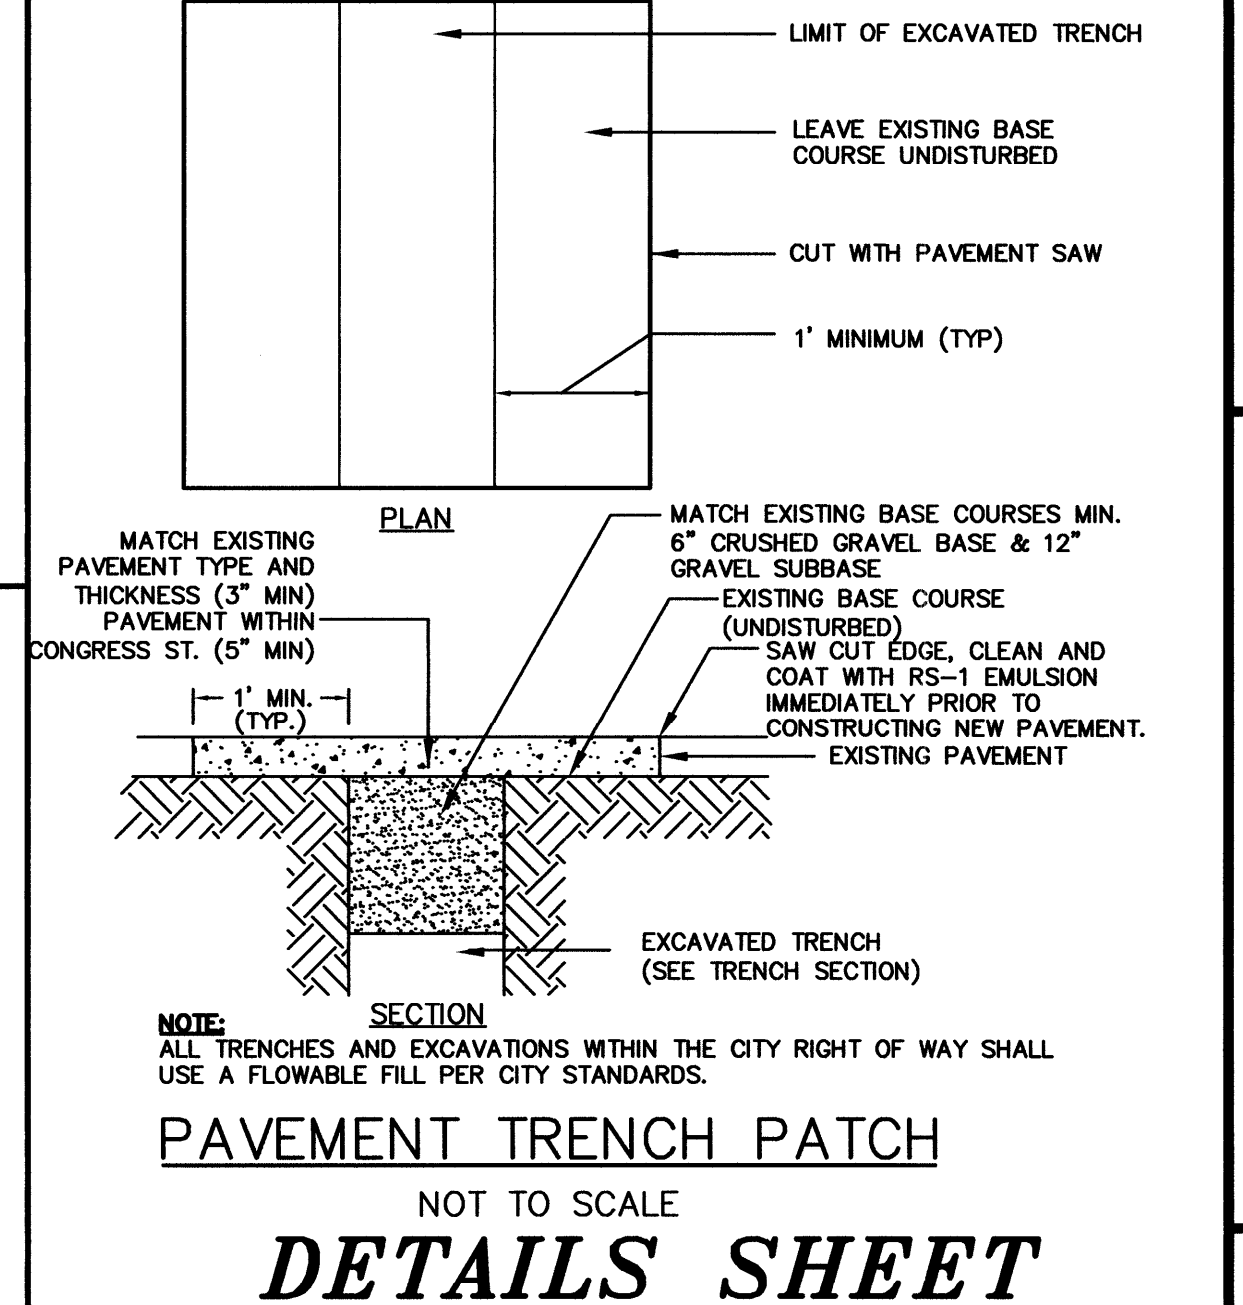 LIMIT OF EXCAVATED TRENCH
LEAVE EXISTING BASE
COURSE UNDISTURBED
CUT WITH PAVEMENT SAW
1' MINIMUM (TYP)
PLAN
MATCH EXISTING
PAVEMENT TYPE AND
THICKNESS (3" MIN)
PAVEMENT WITHIN
CONGRESS ST. (5" MIN)
MATCH EXISTING BASE COURSES MIN.
6" CRUSHED GRAVEL BASE & 12"
GRAVEL SUBBASE
EXISTING BASE COURSE
(UNDISTURBED)
SAW CUT EDGE, CLEAN AND
COAT WITH RS-1 EMULSION
IMMEDIATELY PRIOR TO
CONSTRUCTING NEW PAVEMENT.
1' MIN.
(TYP.)
EXISTING PAVEMENT
EXCAVATED TRENCH
(SEE TRENCH SECTION)
SECTION
NOTE:
ALL TRENCHES AND EXCAVATIONS WITHIN THE CITY RIGHT OF WAY SHALL
USE A FLOWABLE FILL PER CITY STANDARDS.
PAVEMENT TRENCH PATCH
NOT TO SCALE
DETAILS SHEET